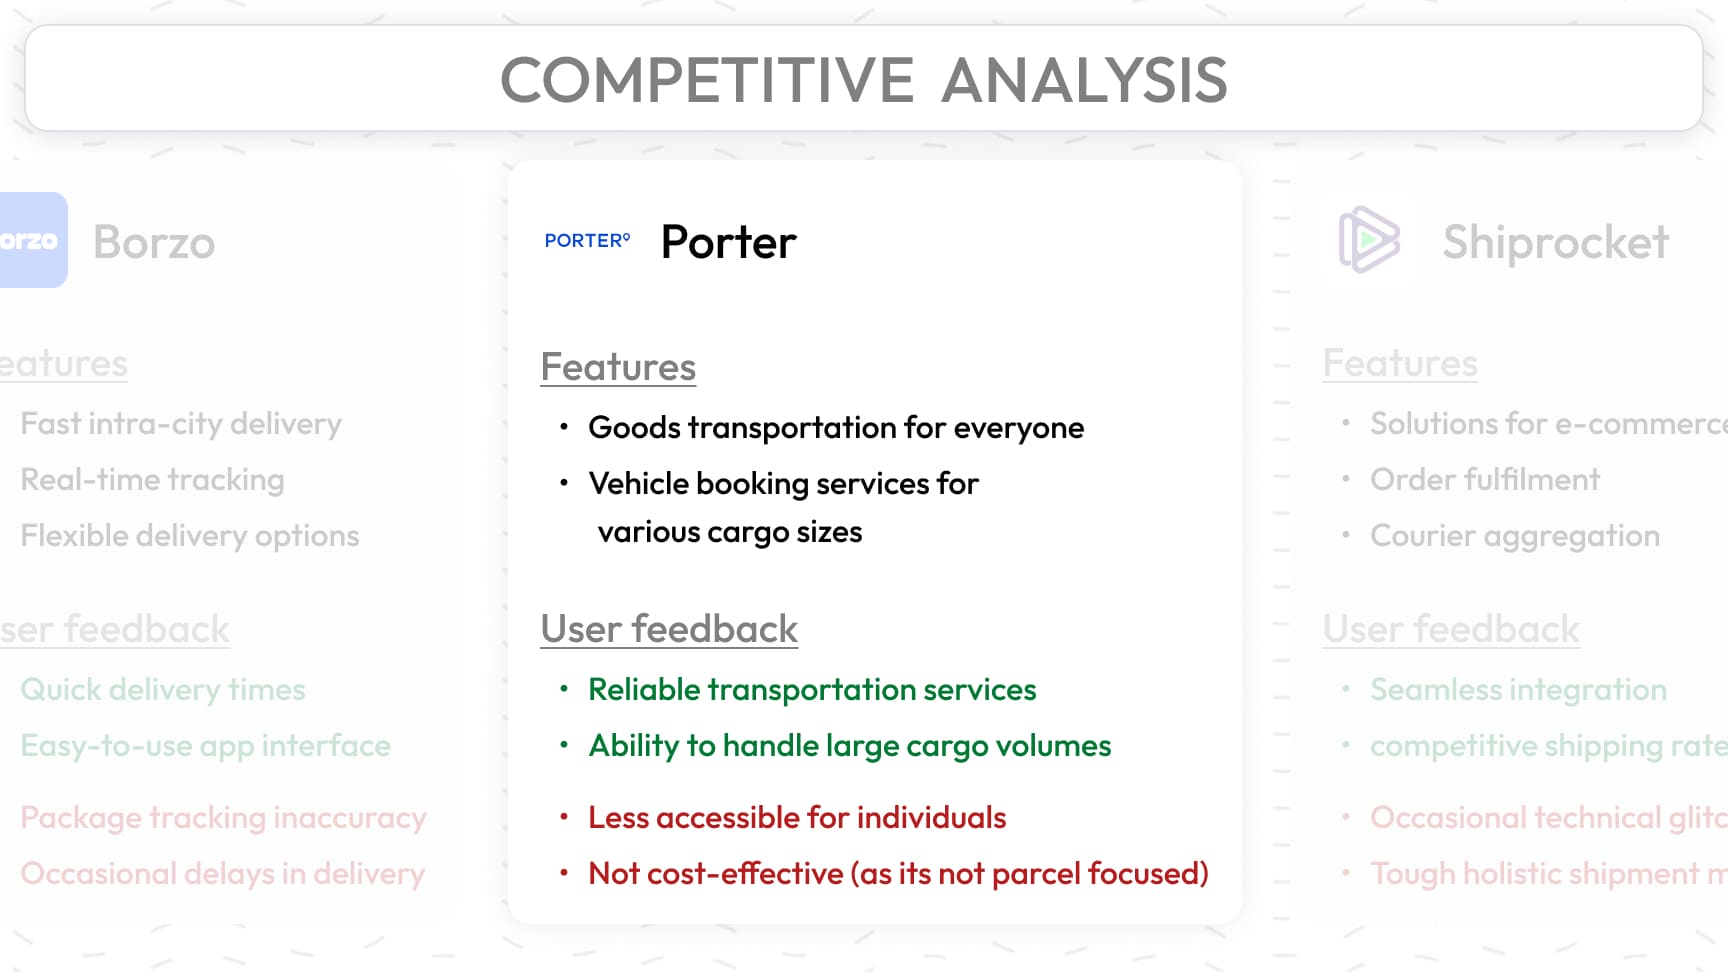 COMPETITIVE ANALYSIS
orzo
Borzo
eatures
Fast intra-city delivery
Real-time tracking
Flexible delivery options
ser feedback
Quick delivery times
Easy-to-use app interface
Package tracking inaccuracy
Occasional delays in delivery
PORTER
Porter
Features
• Goods transportation for everyone
• Vehicle booking services for
various cargo sizes
User feedback
• Reliable transportation services
• Ability to handle large cargo volumes
• Less accessible for individuals
• Not cost-effective (as its not parcel focused)
Shiprocket
Features
• Solutions for e-commerce
• Order fulfilment
• Courier aggregation
User feedback
• Seamless integration
• competitive shipping rate
• Occasional technical glitc
• Tough holistic shipment m